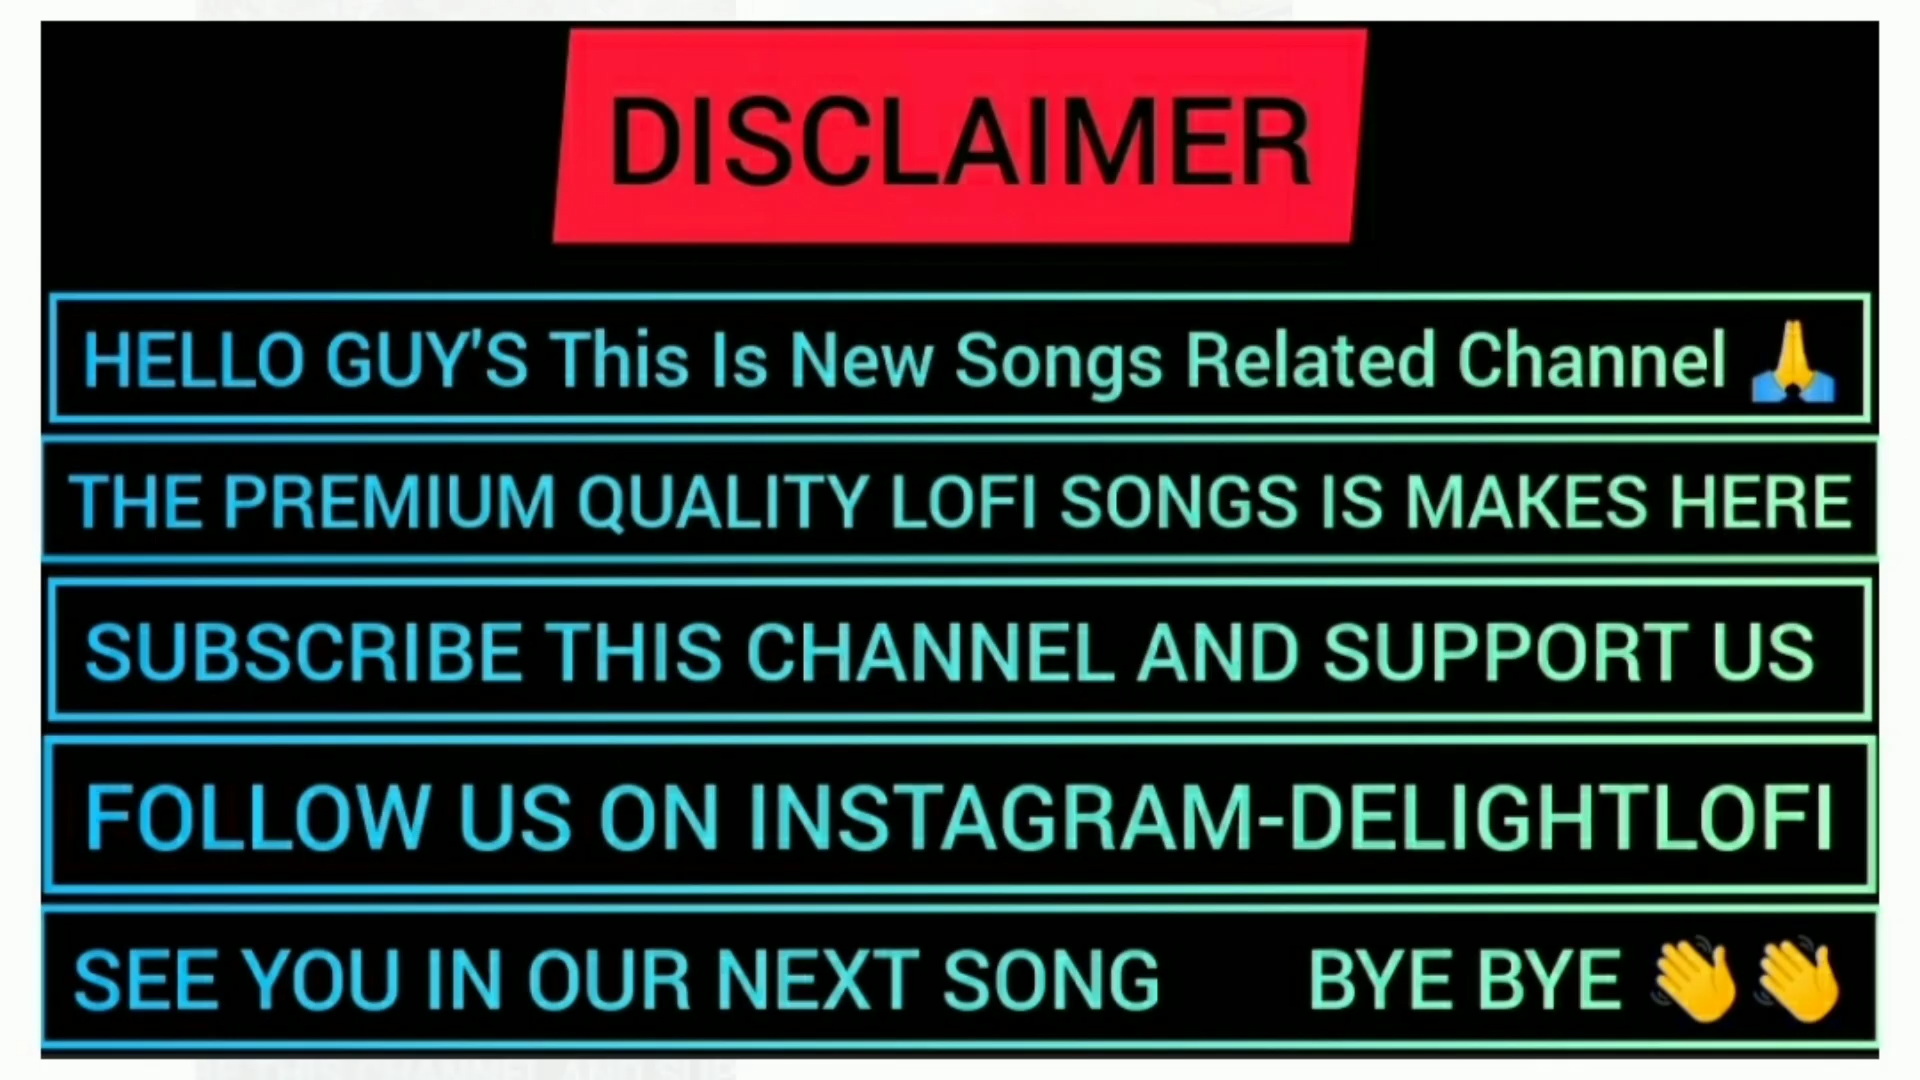 DISCLAIMER
HELLO GUY'S This Is New Songs Related Channel 🙏
THE PREMIUM QUALITY LOFI SONGS IS MAKES HERE
SUBSCRIBE THIS CHANNEL AND SUPPORT US
FOLLOW US ON INSTAGRAM-DELIGHTLOFI
SEE YOU IN OUR NEXT SONG BYE BYE 👋 👋